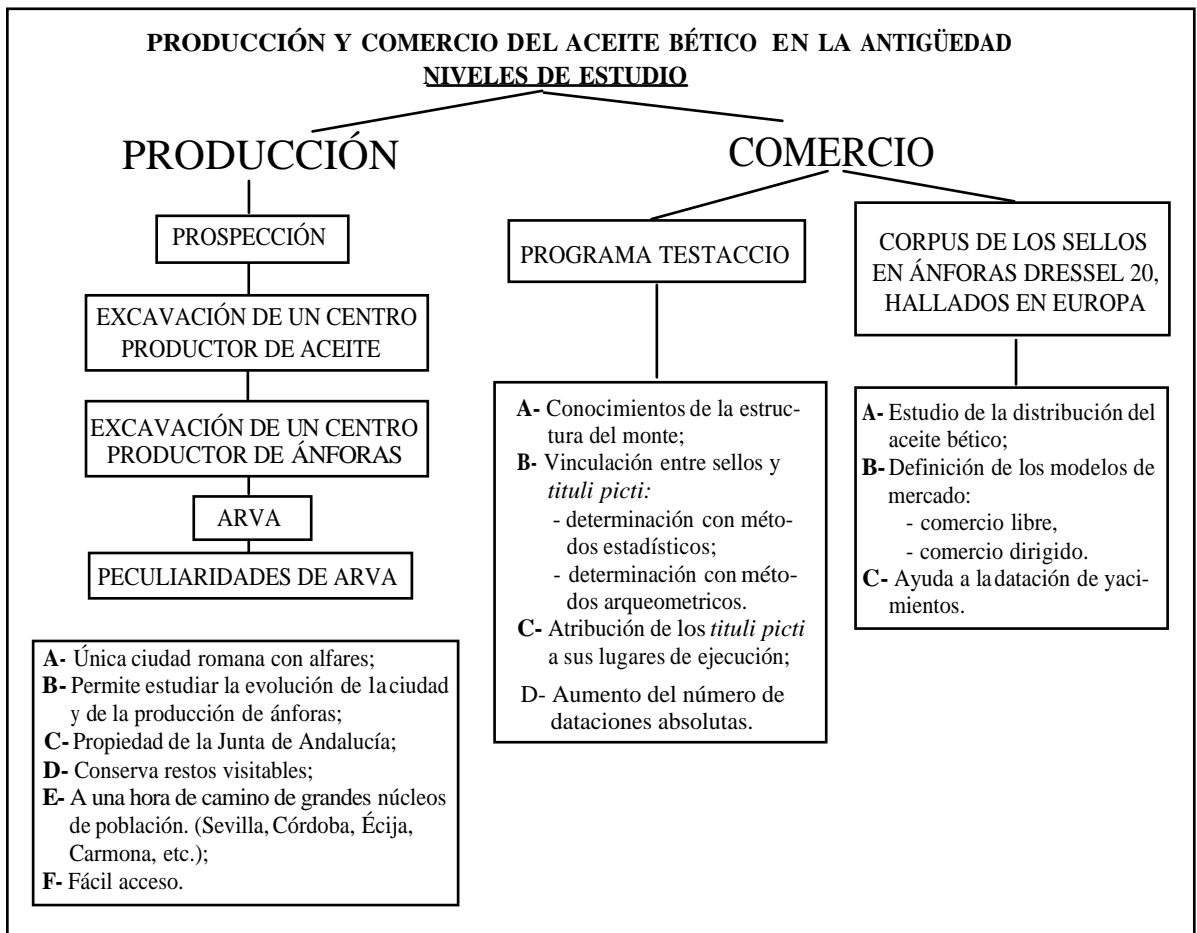 PRODUCCIÓN Y COMERCIO DEL ACEITE BÉTICO EN LA ANTIGÜEDAD
NIVELES DE ESTUDIO
PRODUCCIÓN
PROSPECCIÓN
EXCAVACIÓN DE UN CENTRO
PRODUCTOR DE ACEITE
EXCAVACIÓN DE UN CENTRO
PRODUCTOR DE ÁNFORAS
ARVA
PECULIARIDADES DE ARVA
A- Única ciudad romana con alfares;
B- Permite estudiar la evolución de la ciudad
y de la producción de ánforas;
C- Propiedad de la Junta de Andalucía;
D- Conserva restos visitables;
E- A una hora de camino de grandes núcleos
de población. (Sevilla, Córdoba, Écija,
Carmona, etc.);
F- Fácil acceso.
COMERCIO
PROGRAMA TESTACCIO
A- Conocimientos de la estruc-
tura del monte;
B- Vinculación entre sellos y
tituli picti:
- determinación con méto-
dos estadísticos;
- determinación con méto-
dos arqueometricos.
C- Atribución de los tituli picti
a sus lugares de ejecución;
D- Aumento del número de
dataciones absolutas.
CORPUS DE LOS SELLOS
EN ÁNFORAS DRESSEL 20,
HALLADOS EN EUROPA
A- Estudio de la distribución del
aceite bético;
B- Definición de los modelos de
mercado:
- comercio libre,
- comercio dirigido.
C- Ayuda a la datación de yaci-
mientos.